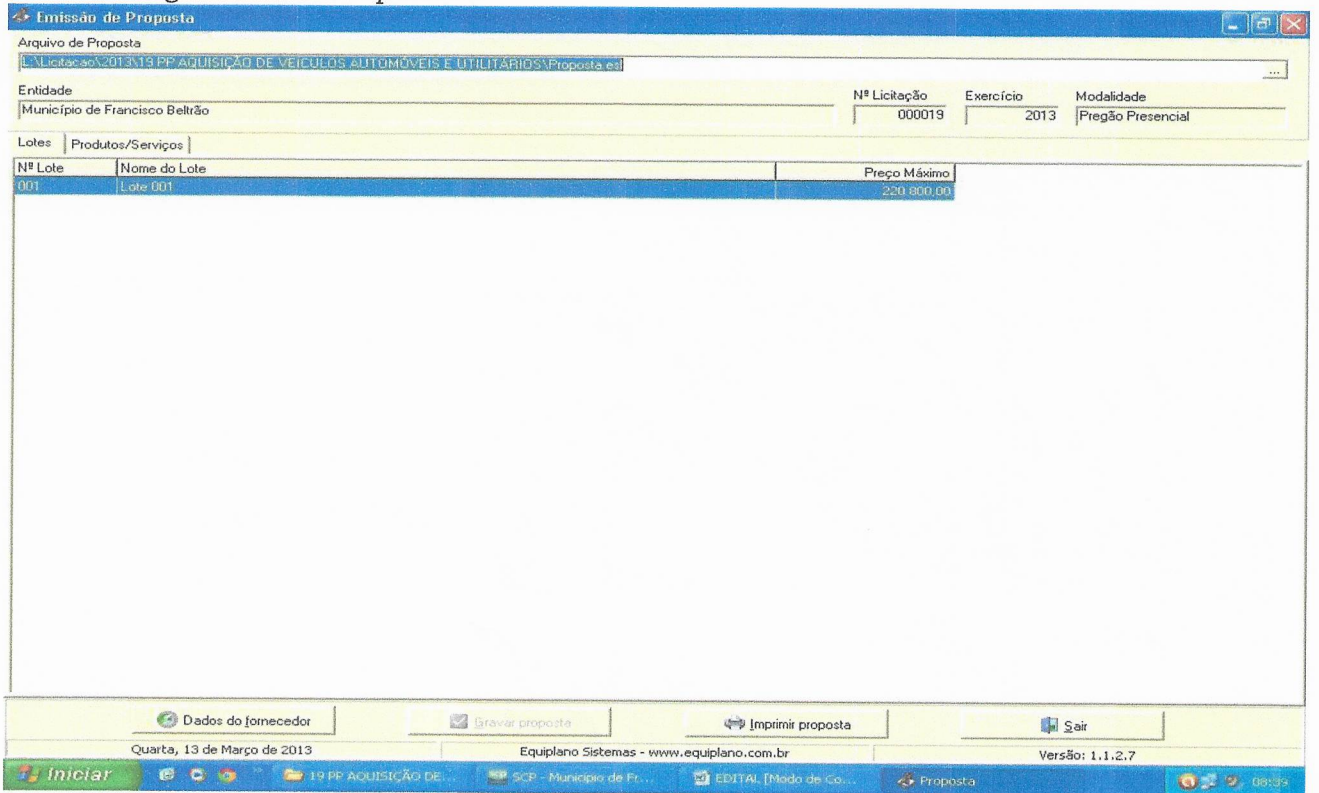 Emissão de Proposta
Arquivo de Proposta
L:\Licitacao\2013\19 PP AQUISIÇÃO DE VEÍCULOS AUTOMÓVEIS E UTILITÁRIOS\Proposta.esl
...
Entidade
Nº Licitação
Exercício
Modalidade
Município de Francisco Beltrão
000019
2013
Pregão Presencial
Lotes
Produtos/Serviços
Nº Lote
Nome do Lote
Preço Máximo
001
Lote 001
220.800,00
Dados do fornecedor
Gravar proposta
Imprimir proposta
Sair
Quarta, 13 de Março de 2013
Equiplano Sistemas - www.equiplano.com.br
Versão: 1.1.2.7
Iniciar
19 PP AQUISIÇÃO DE...
SCP - Município de Fr...
EDITAL [Modo de Co...
Proposta
08:39